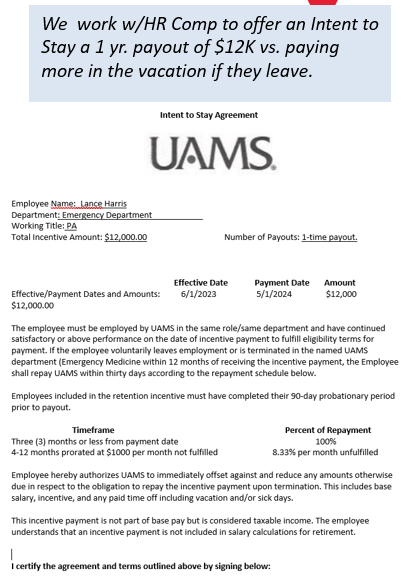 We work w/HR Comp to offer an Intent to
Stay a 1 yr. payout of $12K vs. paying
more in the vacation if they leave.
Intent to Stay Agreement
UAMS®
Employee Name: Lance Harris
Department: Emergency Department
Working Title: PA
Total Incentive Amount: $12,000.00 Number of Payouts: 1-time payout.
Effective Date Payment Date Amount
Effective/Payment Dates and Amounts: 6/1/2023 5/1/2024 $12,000
$12,000.00
The employee must be employed by UAMS in the same role/same department and have continued
satisfactory or above performance on the date of incentive payment to fulfill eligibility terms for
payment. If the employee voluntarily leaves employment or is terminated in the named UAMS
department (Emergency Medicine within 12 months of receiving the incentive payment, the Employee
shall repay UAMS within thirty days according to the repayment schedule below.
Employees included in the retention incentive must have completed their 90-day probationary period
prior to payout.
Timeframe Percent of Repayment
Three (3) months or less from payment date 100%
4-12 months prorated at $1000 per month not fulfilled 8.33% per month unfulfilled
Employee hereby authorizes UAMS to immediately offset against and reduce any amounts otherwise
due in respect to the obligation to repay the incentive payment upon termination. This includes base
salary, incentive, and any paid time off including vacation and/or sick days.
This incentive payment is not part of base pay but is considered taxable income. The employee
understands that an incentive payment is not included in salary calculations for retirement.
I certify the agreement and terms outlined above by signing below: